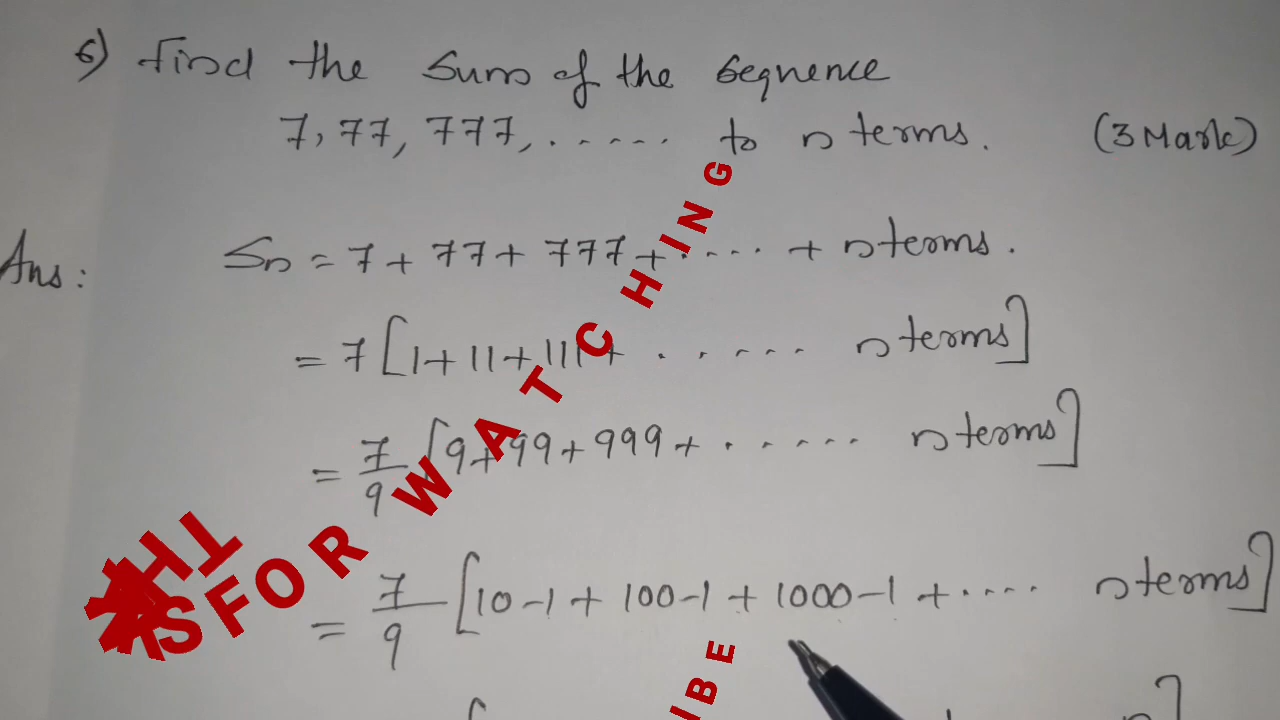 6) Find the Sum of the Sequence
7, 77, 777, ..... to n terms. (3 Mark)
Ans: Sn = 7 + 77 + 777 + ..... + n terms.
= 7 [1 + 11 + 111 + ...... n terms]
= 7/9 [9 + 99 + 999 + ...... n terms]
= 7/9 [10-1 + 100-1 + 1000-1 + .... n terms]
FOR WATCHING